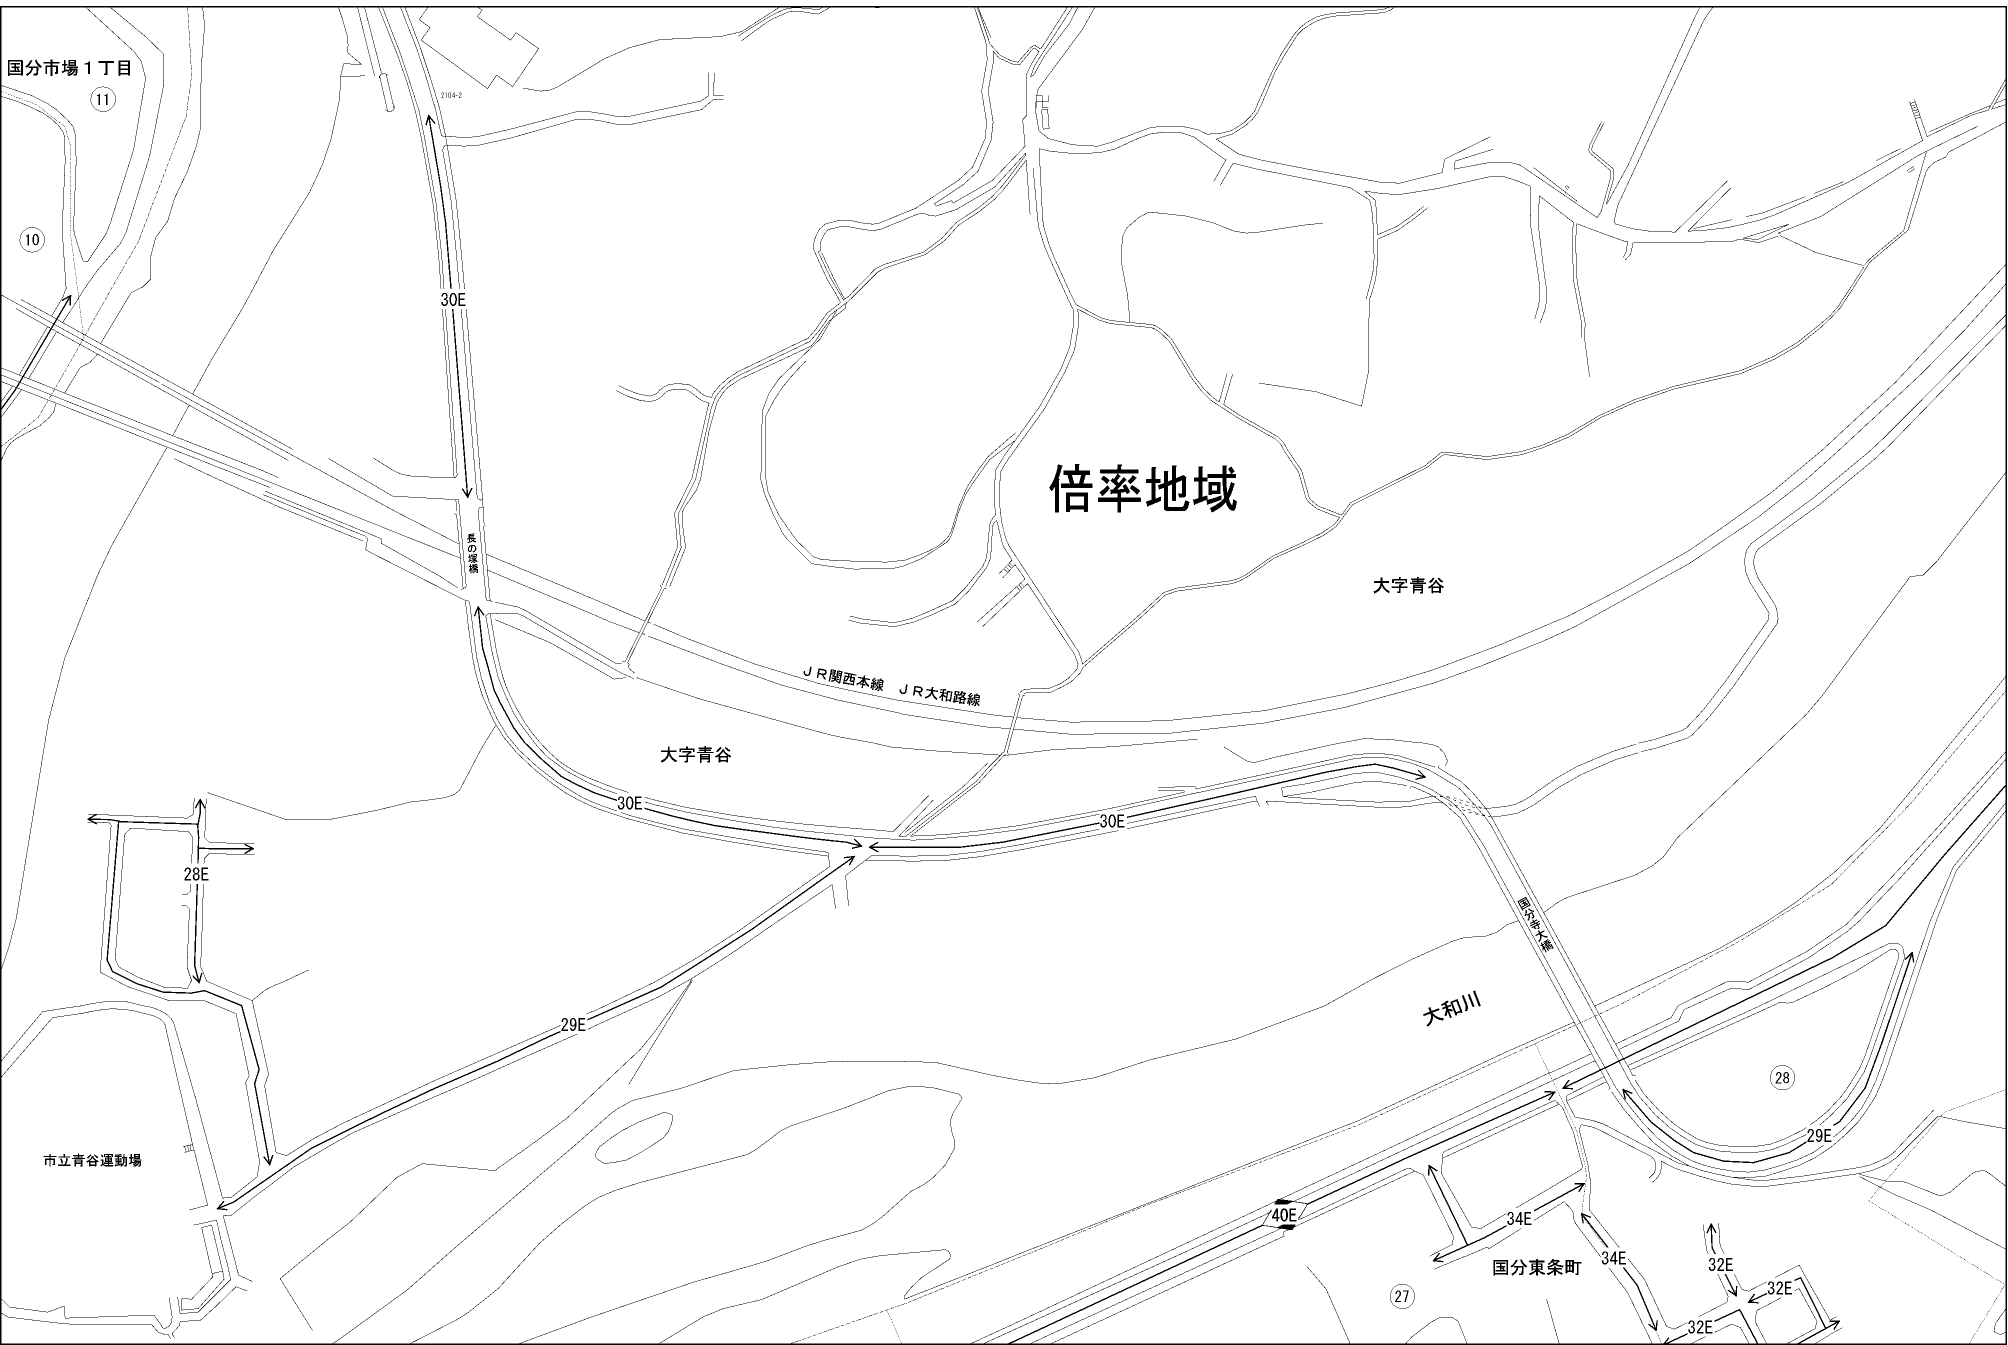 国分市場1丁目
11
2104-2
10
30E
倍率地域
長の塚橋
大字青谷
JR関西本線 JR大和路線
大字青谷
30E
30E
28E
国分寺大橋
大和川
29E
28
29E
市立青谷運動場
40E
34E
34E
国分東条町
32E
32E
27
32E